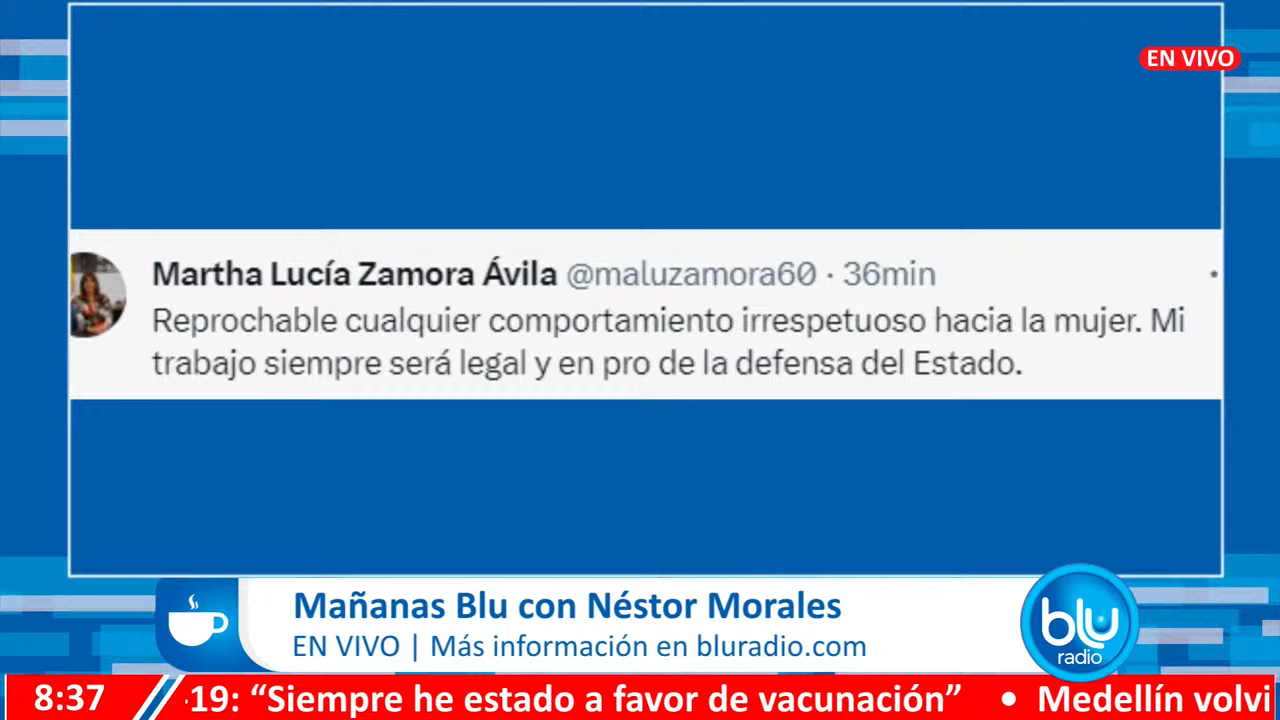 EN VIVO
Martha Lucía Zamora Ávila @maluzamora60 · 36min
Reprochable cualquier comportamiento irrespetuoso hacia la mujer. Mi
trabajo siempre será legal y en pro de la defensa del Estado.
Mañanas Blu con Néstor Morales
EN VIVO | Más información en bluradio.com
blu
radio
8:37 -19: “Siempre he estado a favor de vacunación” • Medellín volvi